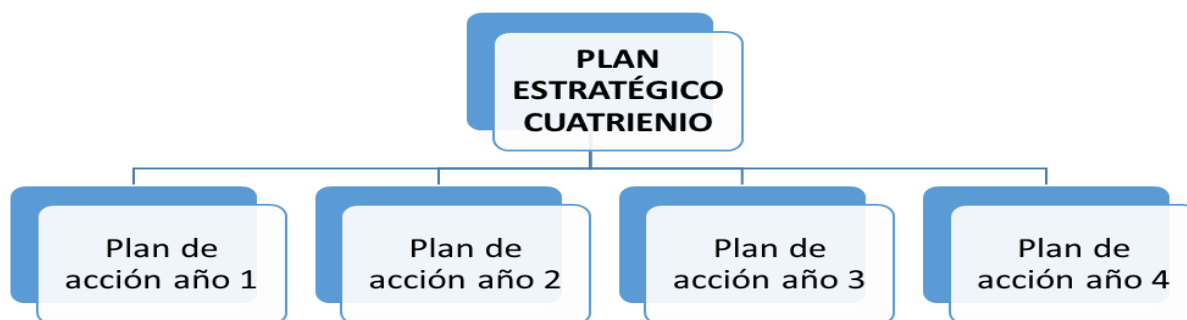 PLAN
ESTRATÉGICO
CUATRIENIO
Plan de
acción año 1
Plan de
acción año 2
Plan de
acción año 3
Plan de
acción año 4